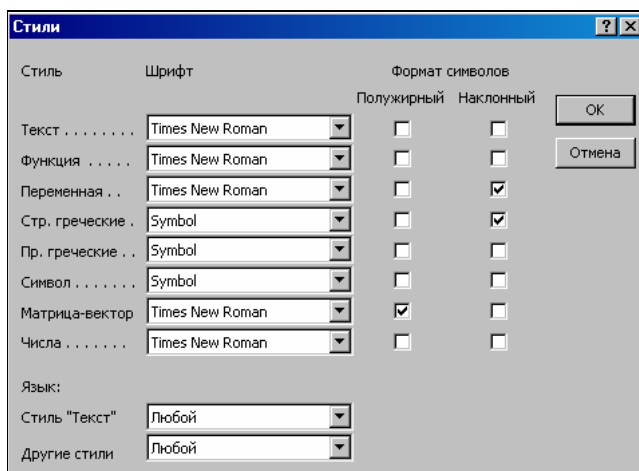 Стили
Стиль Шрифт Формат символов
Полужирный Наклонный
OK
Текст . . . . . . . . Times New Roman
Отмена
Функция . . . . . Times New Roman
Переменная . . Times New Roman
Стр. греческие . Symbol
Пр. греческие . . Symbol
Символ . . . . . . . Symbol
Матрица-вектор Times New Roman
Числа . . . . . . . Times New Roman
Язык:
Стиль "Текст" Любой
Другие стили Любой